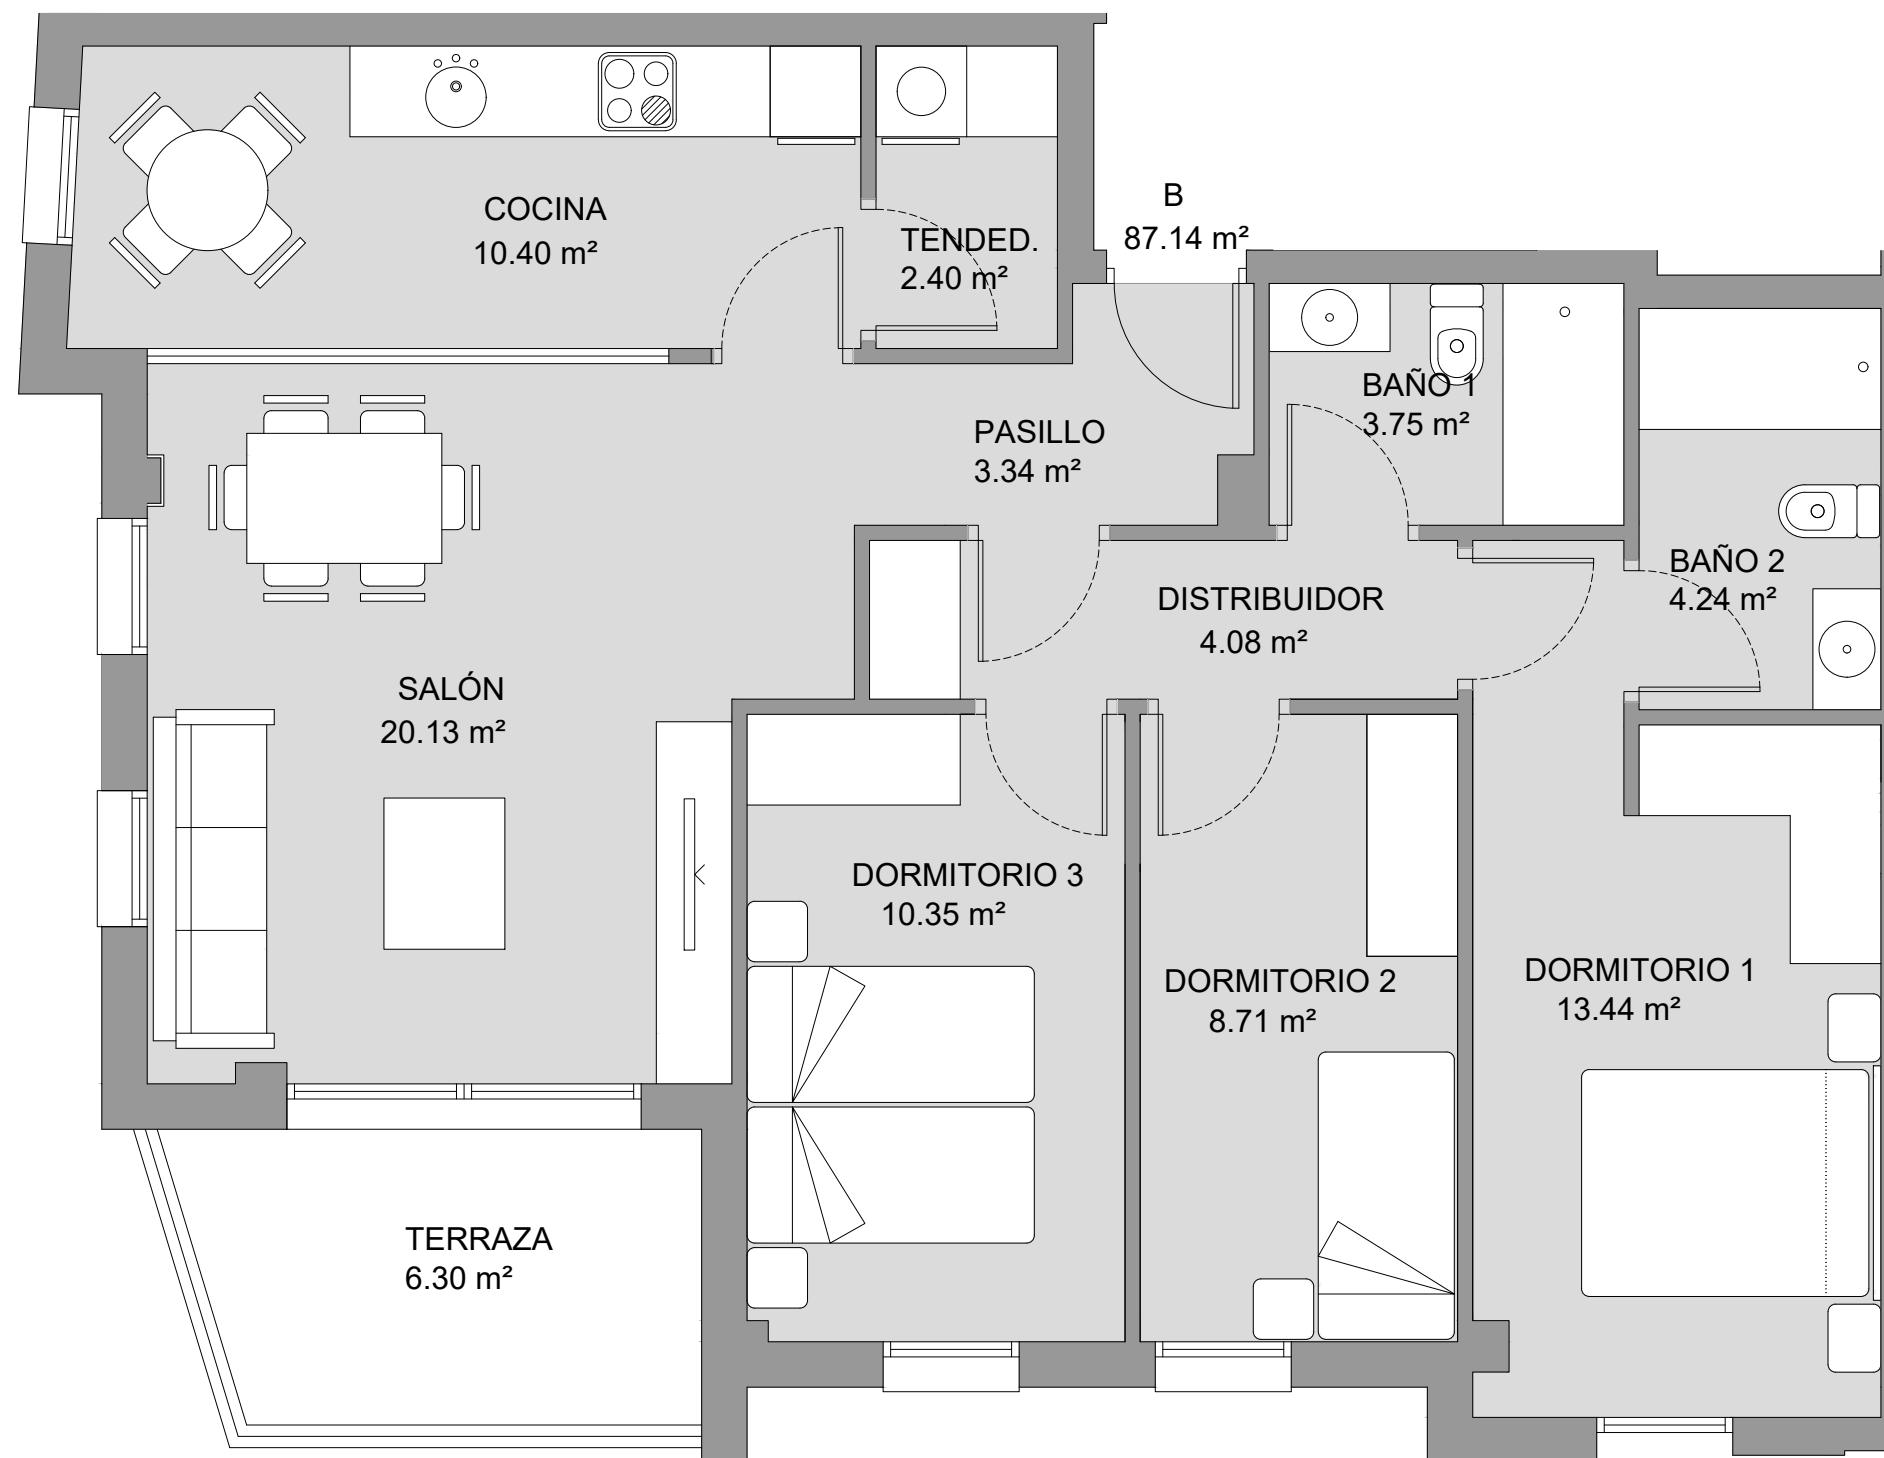 B
87.14 m²
COCINA
10.40 m²
TENDED.
2.40 m²
BAÑO 1
3.75 m²
PASILLO
3.34 m²
BAÑO 2
4.24 m²
DISTRIBUIDOR
4.08 m²
SALÓN
20.13 m²
DORMITORIO 3
10.35 m²
DORMITORIO 2
8.71 m²
DORMITORIO 1
13.44 m²
TERRAZA
6.30 m²